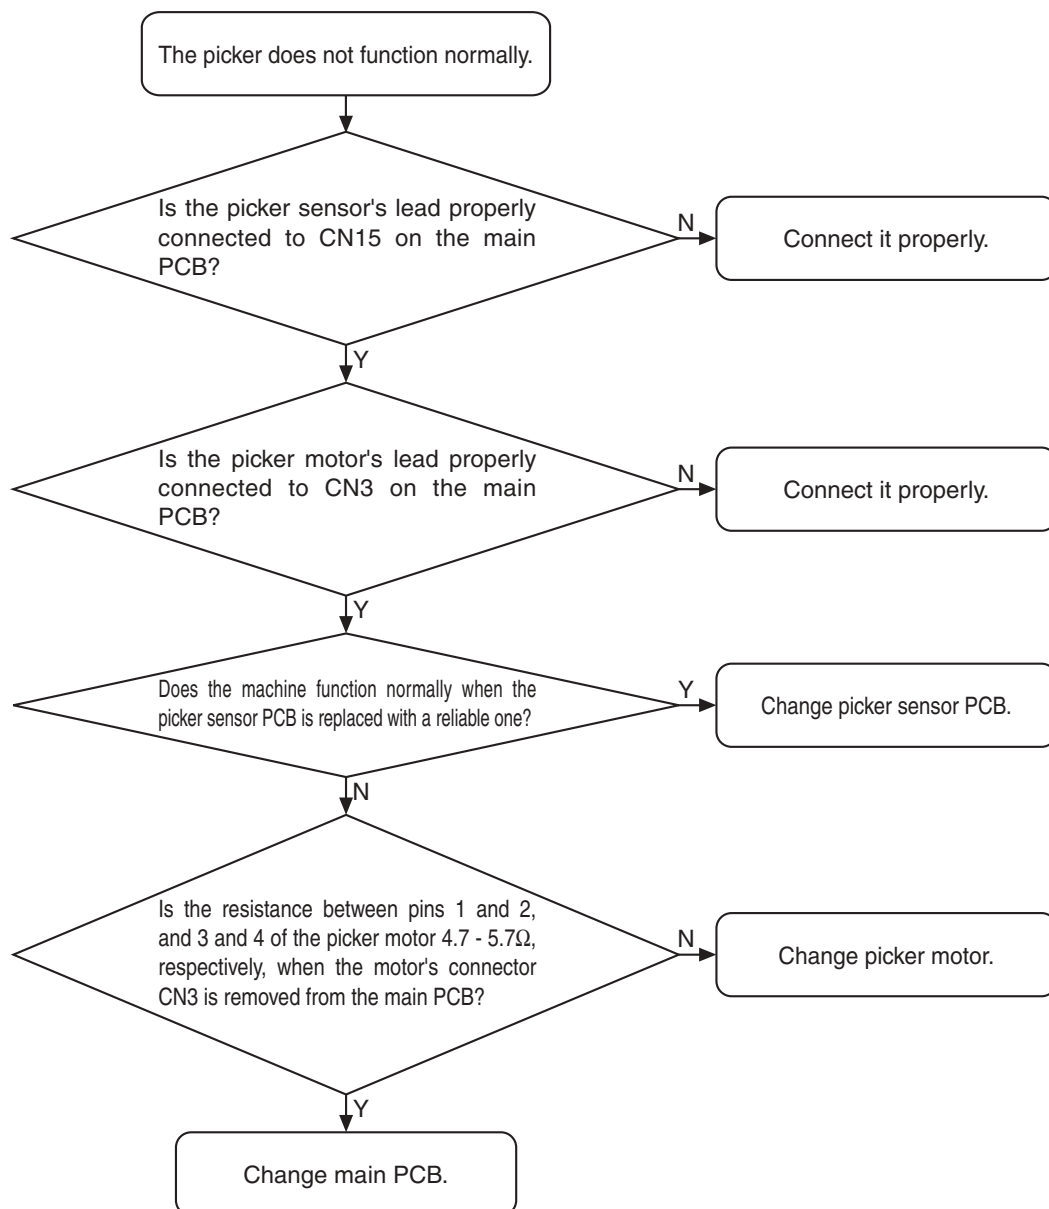 The picker does not function normally.
Is the picker sensor's lead properly
connected to CN15 on the main
PCB?
N
Connect it properly.
Y
Is the picker motor's lead properly
connected to CN3 on the main
PCB?
N
Connect it properly.
Y
Does the machine function normally when the
picker sensor PCB is replaced with a reliable one?
Y
Change picker sensor PCB.
N
Is the resistance between pins 1 and 2,
and 3 and 4 of the picker motor 4.7 - 5.7Ω,
respectively, when the motor's connector
CN3 is removed from the main PCB?
N
Change picker motor.
Y
Change main PCB.